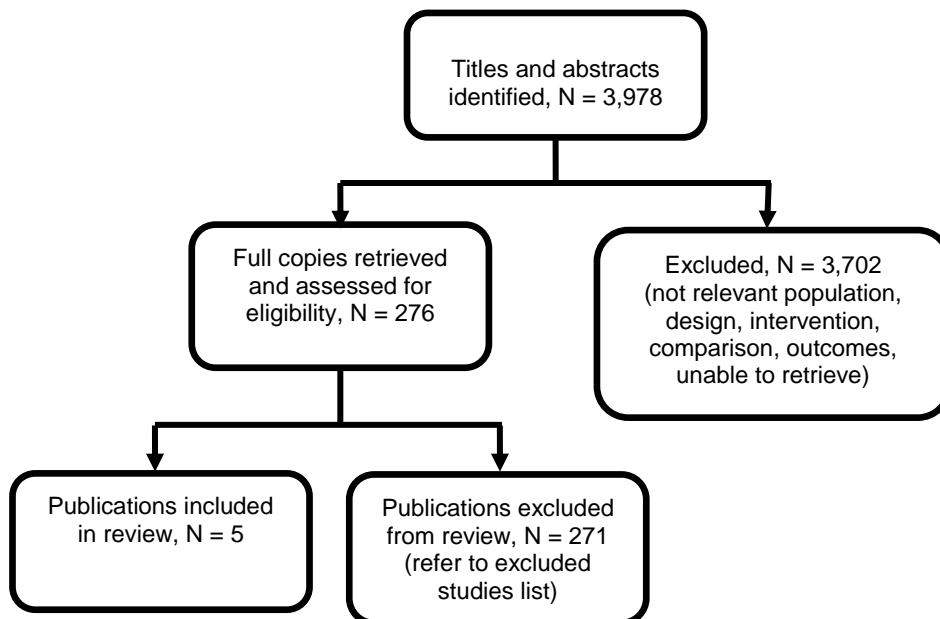 Titles and abstracts
identified, N = 3,978
Full copies retrieved
and assessed for
eligibility, N = 276
Excluded, N = 3,702
(not relevant population,
design, intervention,
comparison, outcomes,
unable to retrieve)
Publications included
in review, N = 5
Publications excluded
from review, N = 271
(refer to excluded
studies list)